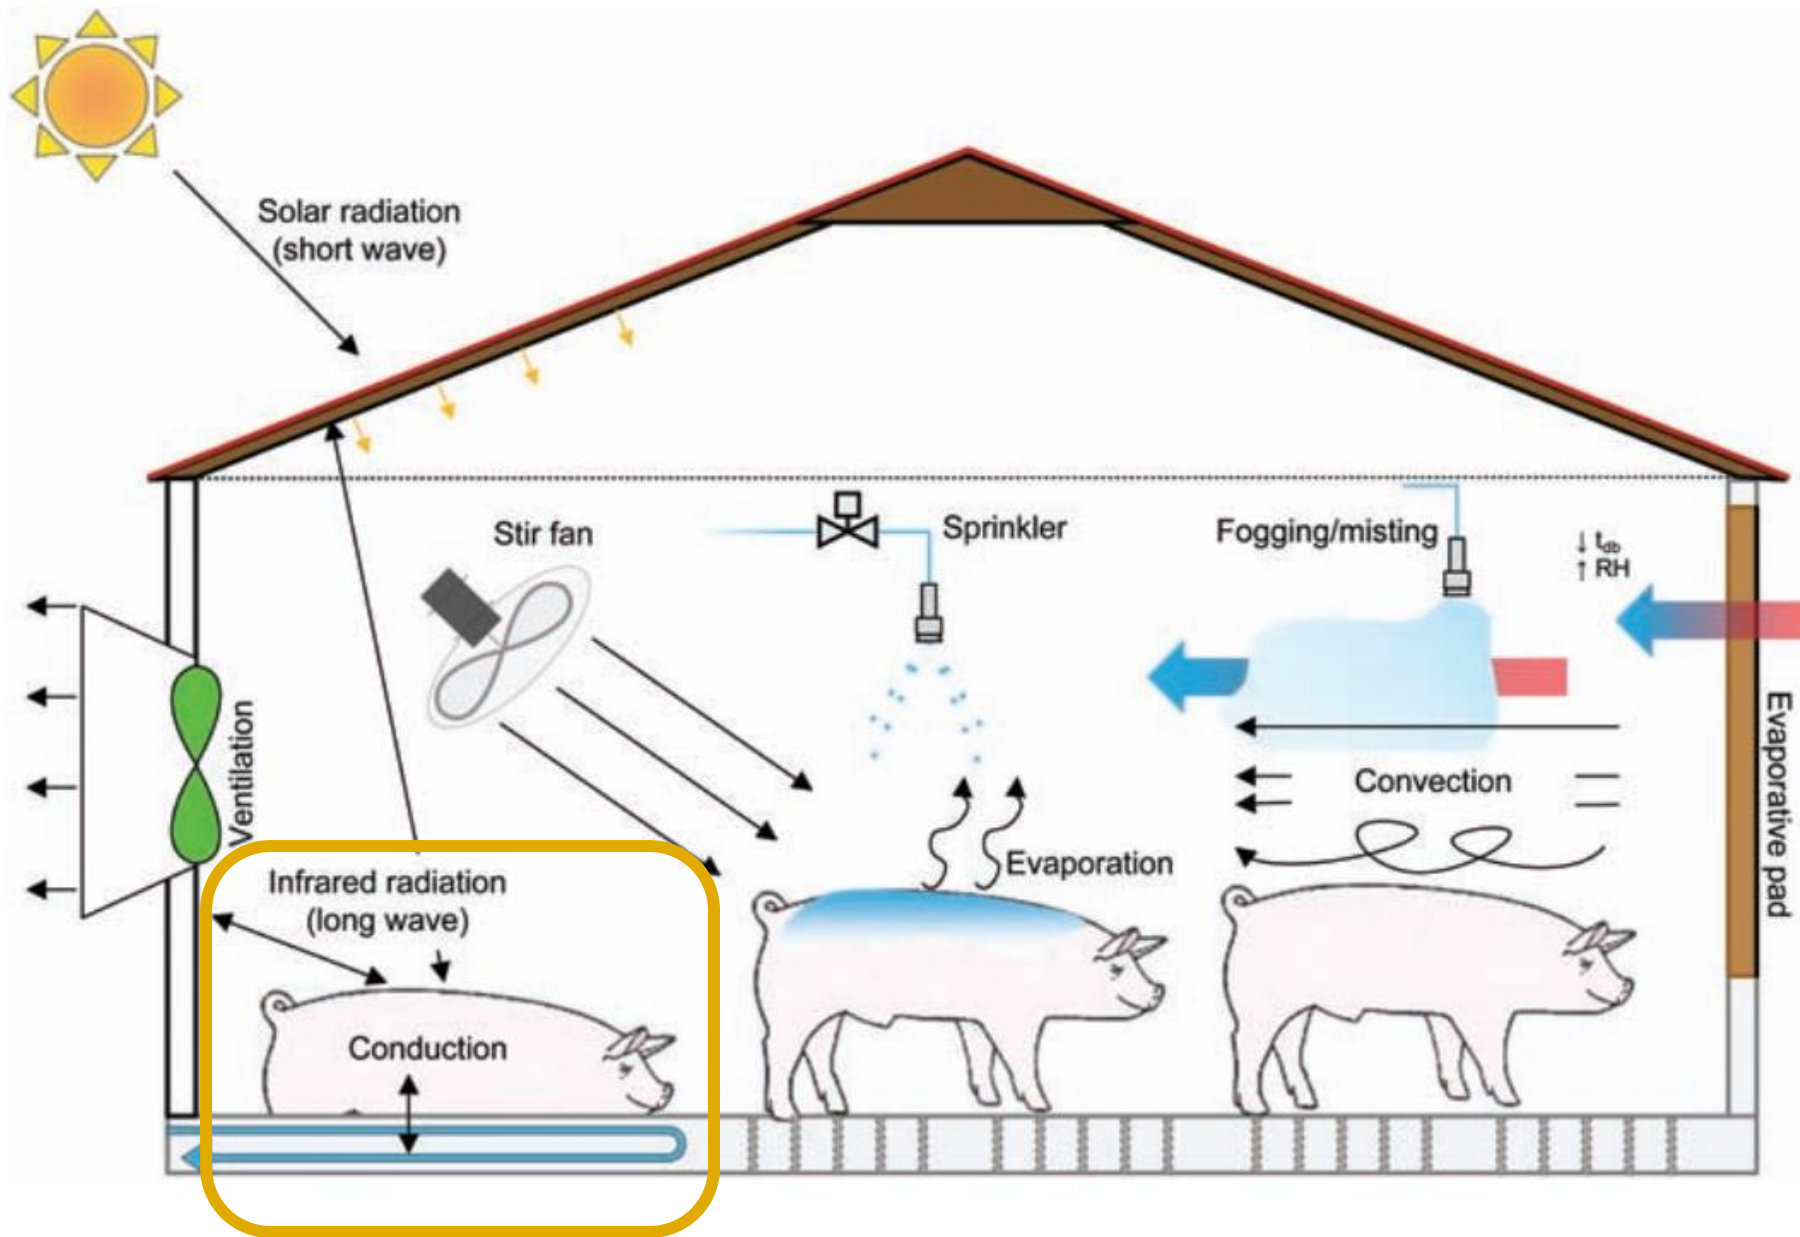 Solar radiation
(short wave)
Stir fan
Sprinkler
Fogging/misting
↓ tdb
↑ RH
Ventilation
Evaporative pad
Convection
Evaporation
Infrared radiation
(long wave)
Conduction